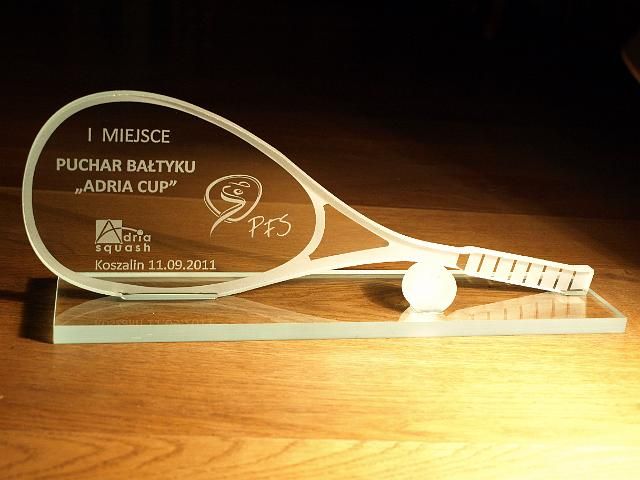 I MIEJSCE
PUCHAR BAŁTYKU
„ADRIA CUP”
PFS
Adria
squash
Koszalin 11.09.2011